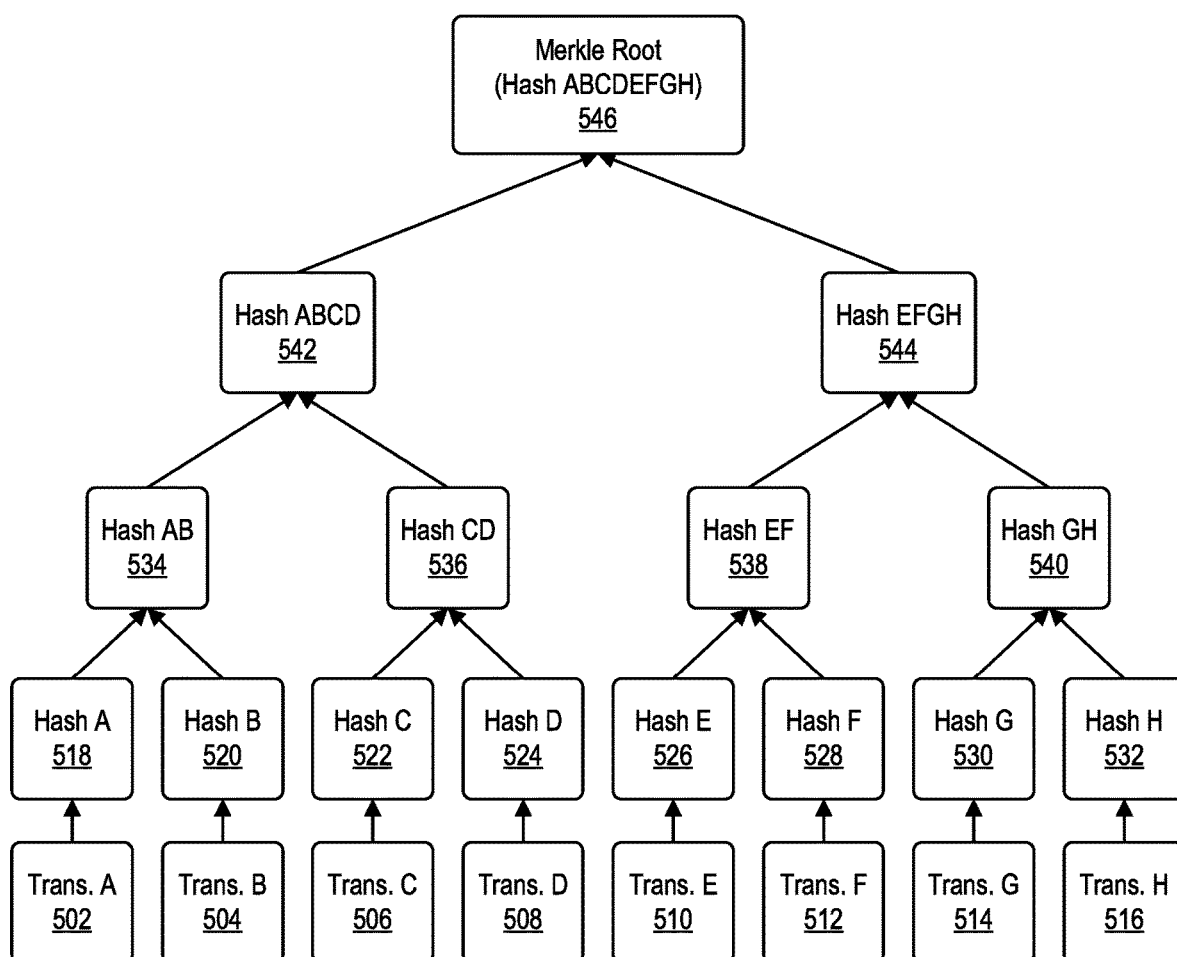 Merkle Root
(Hash ABCDEFGH)
546
Hash ABCD
542
Hash EFGH
544
Hash AB
534
Hash CD
536
Hash EF
538
Hash GH
540
Hash A
518
Hash B
520
Hash C
522
Hash D
524
Hash E
526
Hash F
528
Hash G
530
Hash H
532
Trans. A
502
Trans. B
504
Trans. C
506
Trans. D
508
Trans. E
510
Trans. F
512
Trans. G
514
Trans. H
516